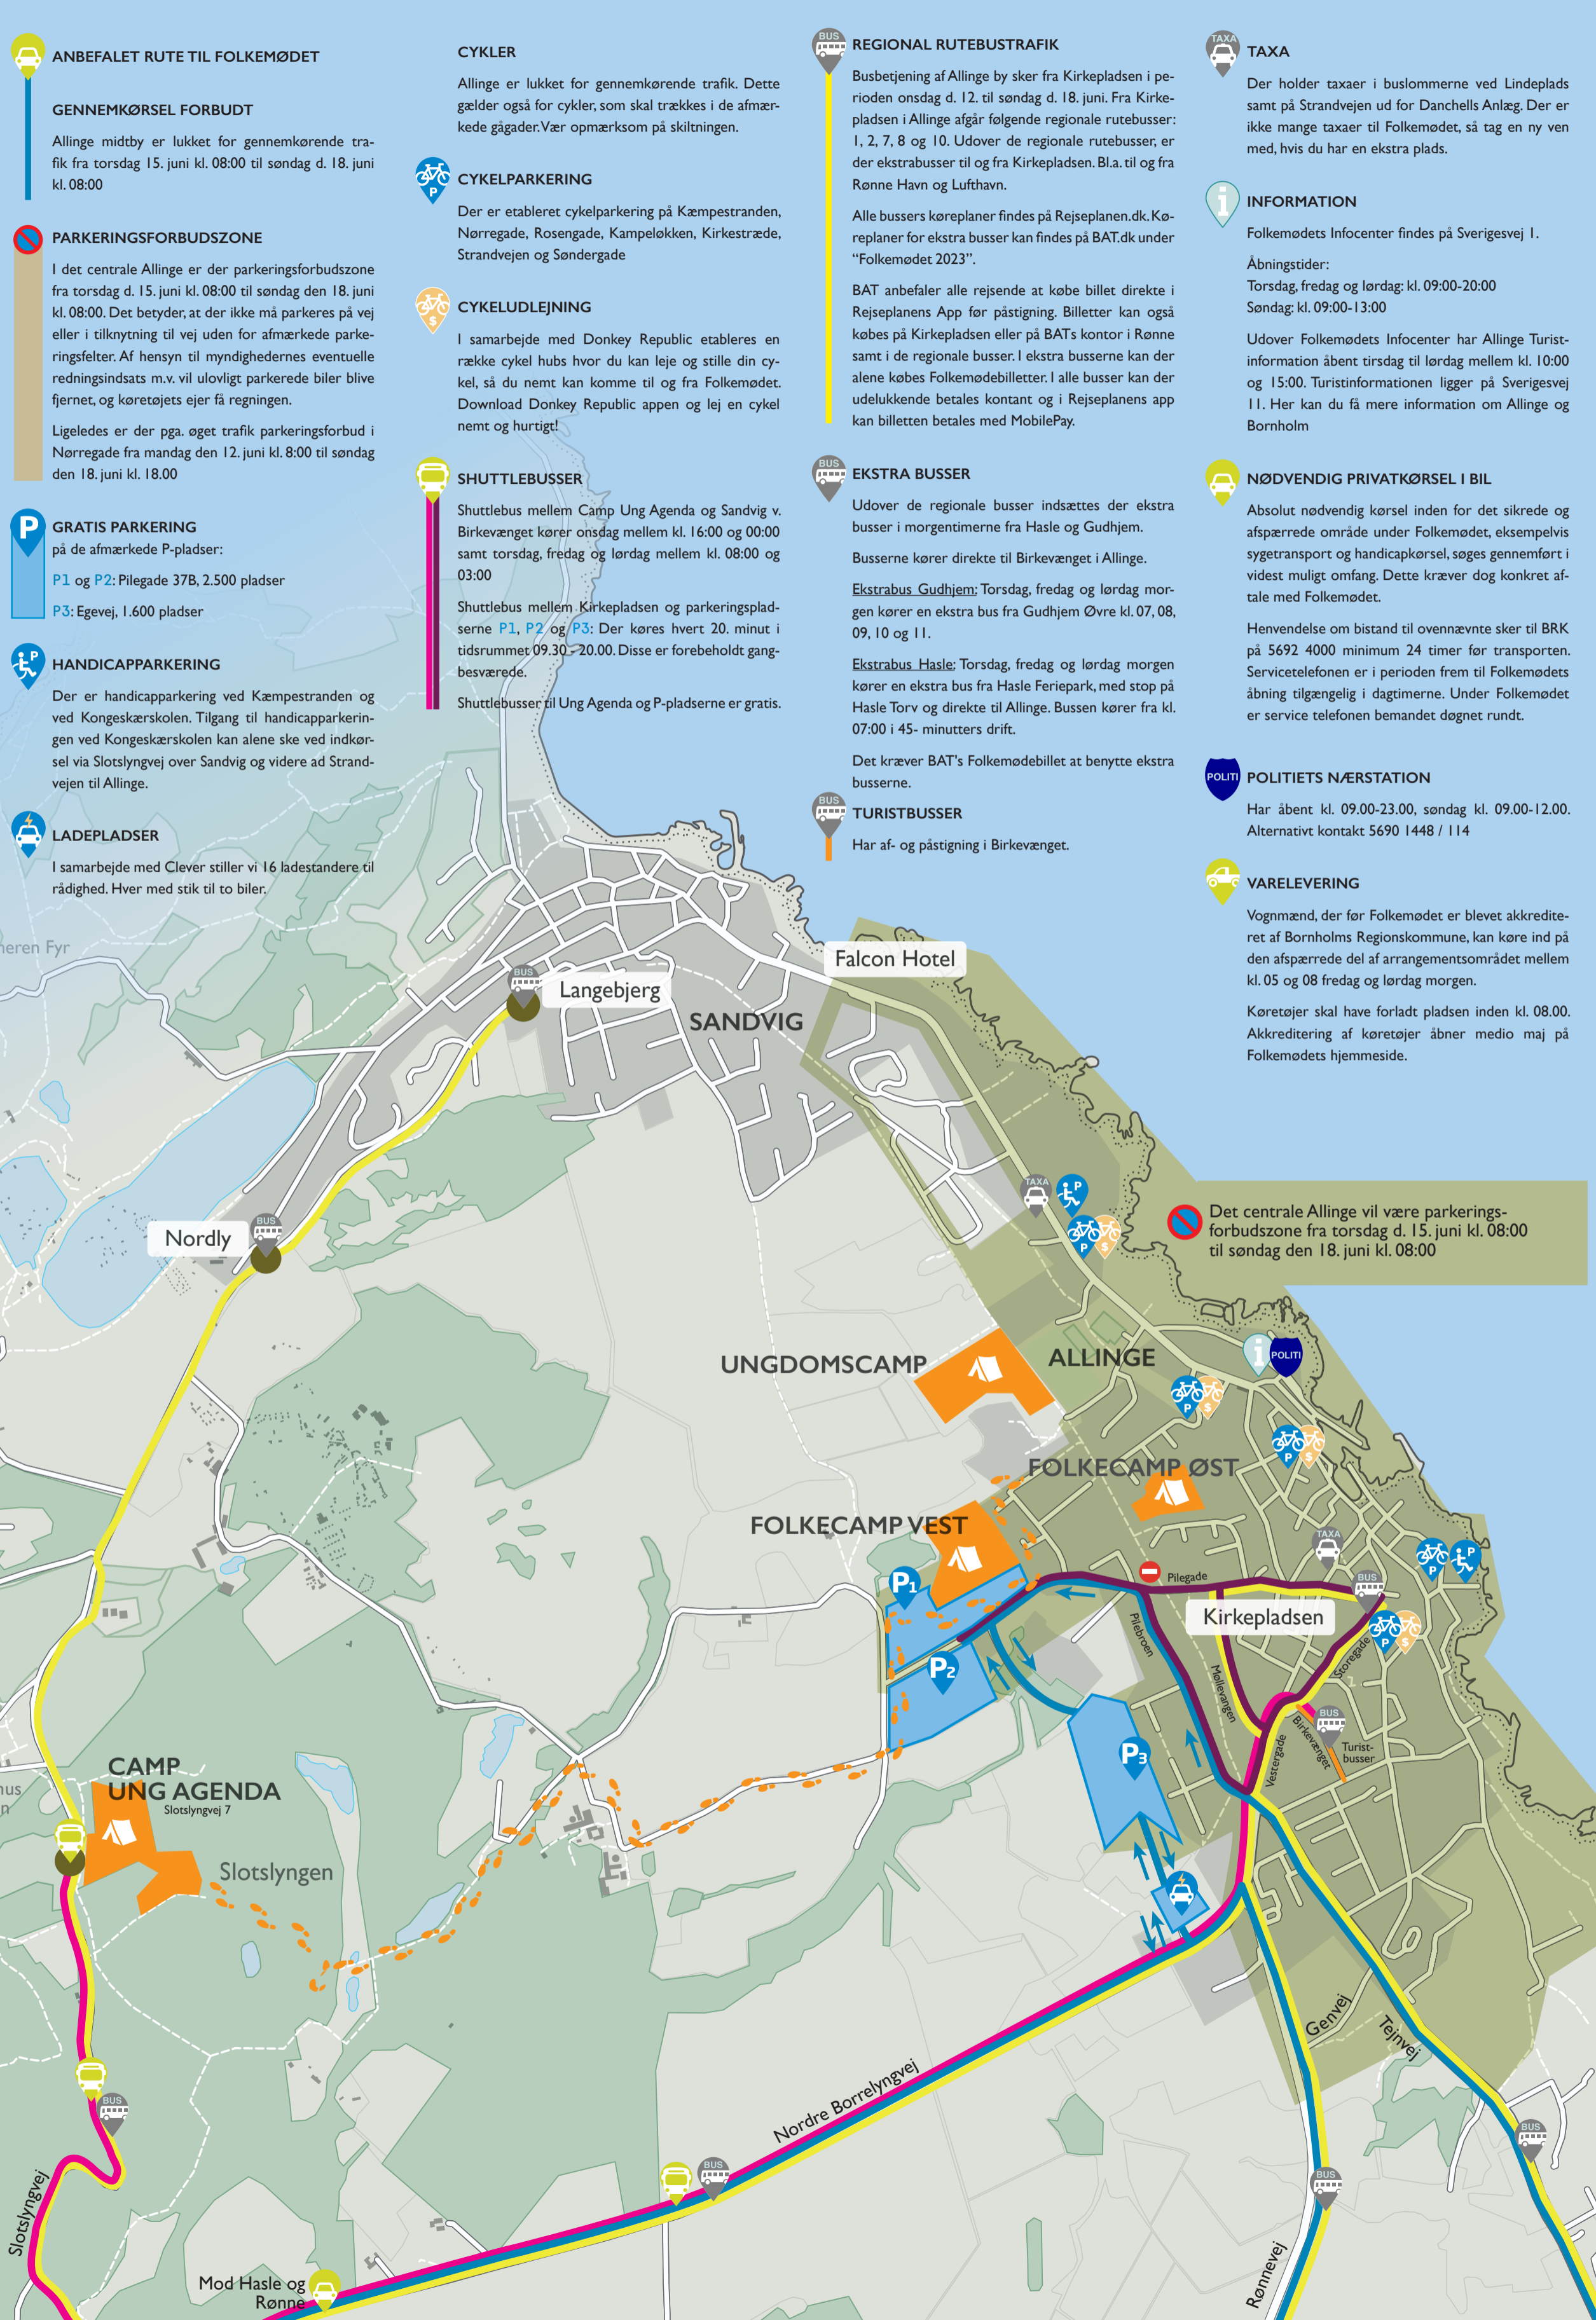 ANBEFALET RUTE TIL FOLKEMØDET
GENNEMKØRSEL FORBUDT
Allinge midtby er lukket for gennemkørende tra-
fik fra torsdag 15. juni kl. 08:00 til søndag d. 18. juni
kl. 08:00
PARKERINGSFORBUDSZONE
I det centrale Allinge er der parkeringsforbudszone
fra torsdag d. 15. juni kl. 08:00 til søndag den 18. juni
kl. 08:00. Det betyder, at der ikke må parkeres på vej
eller i tilknytning til vej uden for afmærkede parke-
ringsfelter. Af hensyn til myndighedernes eventuelle
redningsindsats m.v. vil ulovligt parkerede biler blive
fjernet, og køretøjets ejer få regningen.
Ligeledes er der pga. øget trafik parkeringsforbud i
Nørregade fra mandag den 12. juni kl. 8:00 til søndag
den 18. juni kl. 18.00
P
GRATIS PARKERING
på de afmærkede P-pladser:
P1 og P2: Pilegade 37B, 2.500 pladser
P3: Egevej, 1.600 pladser
P
HANDICAPPARKERING
Der er handicapparkering ved Kæmpestranden og
ved Kongeskærskolen. Tilgang til handicapparkerin-
gen ved Kongeskærskolen kan alene ske ved indkør-
sel via Slotslyngvej over Sandvig og videre ad Strand-
vejen til Allinge.
LADEPLADSER
I samarbejde med Clever stiller vi 16 ladestandere til
rådighed. Hver med stik til to biler.
CYKLER
Allinge er lukket for gennemkørende trafik. Dette
gælder også for cykler, som skal trækkes i de afmær-
kede gågader. Vær opmærksom på skiltningen.
P
CYKELPARKERING
Der er etableret cykelparkering på Kæmpestranden,
Nørregade, Rosengade, Kampeløkken, Kirkestræde,
Strandvejen og Søndergade
$
CYKELUDLEJNING
I samarbejde med Donkey Republic etableres en
række cykel hubs hvor du kan leje og stille din cy-
kel, så du nemt kan komme til og fra Folkemødet.
Download Donkey Republic appen og lej en cykel
nemt og hurtigt!
SHUTTLEBUSSER
Shuttlebus mellem Camp Ung Agenda og Sandvig v.
Birkevænget kører onsdag mellem kl. 16:00 og 00:00
samt torsdag, fredag og lørdag mellem kl. 08:00 og
03:00
Shuttlebus mellem Kirkepladsen og parkeringsplad-
serne P1, P2 og P3: Der køres hvert 20. minut i
tidsrummet 09.30 - 20.00. Disse er forebeholdt gang-
besværede.
Shuttlebusser til Ung Agenda og P-pladserne er gratis.
BUS
REGIONAL RUTEBUSTRAFIK
Busbetjening af Allinge by sker fra Kirkepladsen i pe-
rioden onsdag d. 12. til søndag d. 18. juni. Fra Kirke-
pladsen i Allinge afgår følgende regionale rutebusser:
1, 2, 7, 8 og 10. Udover de regionale rutebusser, er
der ekstrabusser til og fra Kirkepladsen. Bl.a. til og fra
Rønne Havn og Lufthavn.
Alle bussers køreplaner findes på Rejseplanen.dk. Kø-
replaner for ekstra busser kan findes på BAT.dk under
“Folkemødet 2023”.
BAT anbefaler alle rejsende at købe billet direkte i
Rejseplanens App før påstigning. Billetter kan også
købes på Kirkepladsen eller på BATs kontor i Rønne
samt i de regionale busser. I ekstra busserne kan der
alene købes Folkemødebilletter. I alle busser kan der
udelukkende betales kontant og i Rejseplanens app
kan billetten betales med MobilePay.
BUS
EKSTRA BUSSER
Udover de regionale busser indsættes der ekstra
busser i morgentimerne fra Hasle og Gudhjem.
Busserne kører direkte til Birkevænget i Allinge.
Ekstrabus Gudhjem: Torsdag, fredag og lørdag mor-
gen kører en ekstra bus fra Gudhjem Øvre kl. 07, 08,
09, 10 og 11.
Ekstrabus Hasle: Torsdag, fredag og lørdag morgen
kører en ekstra bus fra Hasle Feriepark, med stop på
Hasle Torv og direkte til Allinge. Bussen kører fra kl.
07:00 i 45- minutters drift.
Det kræver BAT's Folkemødebillet at benytte ekstra
busserne.
BUS
TURISTBUSSER
Har af- og påstigning i Birkevænget.
TAXA
TAXA
Der holder taxaer i buslommerne ved Lindeplads
samt på Strandvejen ud for Danchells Anlæg. Der er
ikke mange taxaer til Folkemødet, så tag en ny ven
med, hvis du har en ekstra plads.
i
INFORMATION
Folkemødets Infocenter findes på Sverigesvej 1.
Åbningstider:
Torsdag, fredag og lørdag: kl. 09:00-20:00
Søndag: kl. 09:00-13:00
Udover Folkemødets Infocenter har Allinge Turist-
information åbent tirsdag til lørdag mellem kl. 10:00
og 15:00. Turistinformationen ligger på Sverigesvej
11. Her kan du få mere information om Allinge og
Bornholm
NØDVENDIG PRIVATKØRSEL I BIL
Absolut nødvendig kørsel inden for det sikrede og
afspærrede område under Folkemødet, eksempelvis
sygetransport og handicapkørsel, søges gennemført i
videst muligt omfang. Dette kræver dog konkret af-
tale med Folkemødet.
Henvendelse om bistand til ovennævnte sker til BRK
på 5692 4000 minimum 24 timer før transporten.
Servicetelefonen er i perioden frem til Folkemødets
åbning tilgængelig i dagtimerne. Under Folkemødet
er service telefonen bemandet døgnet rundt.
POLITI
POLITIETS NÆRSTATION
Har åbent kl. 09.00-23.00, søndag kl. 09.00-12.00.
Alternativt kontakt 5690 1448 / 114
VARELEVERING
Vognmænd, der før Folkemødet er blevet akkredite-
ret af Bornholms Regionskommune, kan køre ind på
den afspærrede del af arrangementsområdet mellem
kl. 05 og 08 fredag og lørdag morgen.
Køretøjer skal have forladt pladsen inden kl. 08.00.
Akkreditering af køretøjer åbner medio maj på
Folkemødets hjemmeside.
neren Fyr
Falcon Hotel
BUS
Langebjerg
SANDVIG
TAXA
P
P
$
BUS
Nordly
Det centrale Allinge vil være parkerings-
forbudszone fra torsdag d. 15. juni kl. 08:00
til søndag den 18. juni kl. 08:00
i
POLITI
UNGDOMSCAMP
ALLINGE
P
$
P
$
FOLKECAMP ØST
FOLKECAMP VEST
TAXA
P
P
P1
Pilegade
BUS
Kirkepladsen
P
$
Pilebroen
Storegade
P2
Møllevangen
BUS
Birkevænget
Turist-
busser
Vestergade
P3
CAMP
UNG AGENDA
Slotslyngvej 7
Slotslyngen
nus
n
Genvej
Tejnvej
BUS
Nordre Borrelyngvej
BUS
BUS
BUS
Slotslyngvej
Mod Hasle og
Rønne
Rønnevej